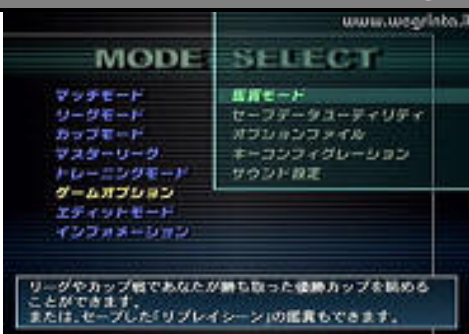 MODE SELECT
マッチモード
リーグモード
カップモード
マスターリーグ
トレーニングモード
ゲームオプション
エディットモード
インフォメーション
鑑賞モード
セーブデータユーティリティ
オプションファイル
キーコンフィグレーション
サウンド設定
リーグやカップ戦であなたが勝ち取った優勝カップを眺める
ことができます。
または、セーブした「リプレイシーン」の鑑賞もできます。